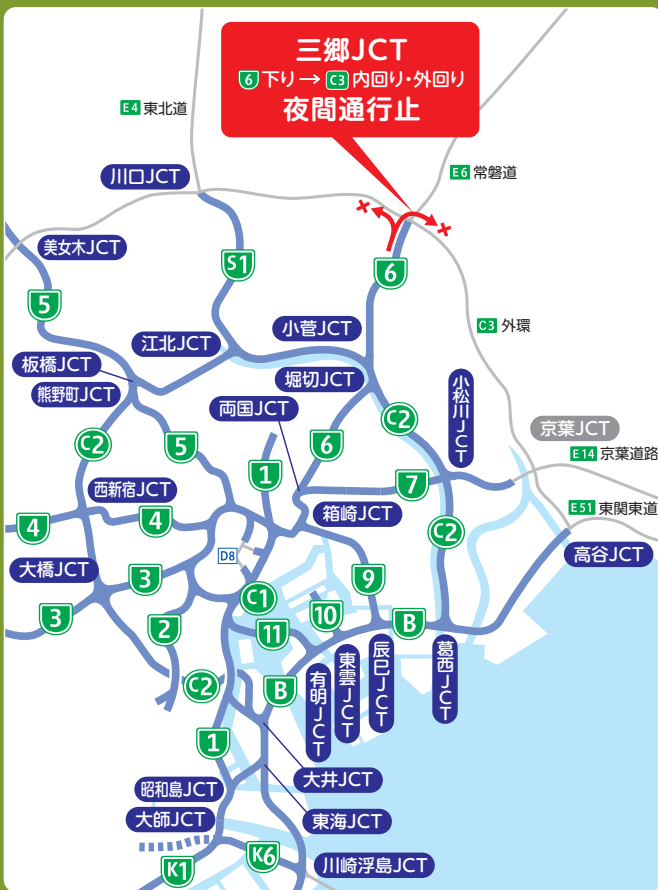 三郷JCT
6下り→C3内回り・外回り
夜間通行止
E4 東北道
川口JCT
E6 常磐道
美女木JCT
S1
5
6
C3 外環
小菅JCT
江北JCT
板橋JCT
堀切JCT
熊野町JCT
小松川JCT
両国JCT
C2
京葉JCT
C2
5
6
1
E14 京葉道路
西新宿JCT
7
箱崎JCT
E51 東関東道
4
4
C2
高谷JCT
D8
大橋JCT
3
9
C1
3
10
B
2
11
辰巳JCT
葛西JCT
東雲JCT
有明JCT
C2
B
1
大井JCT
昭和島JCT
大師JCT
東海JCT
K6
K1
川崎浮島JCT